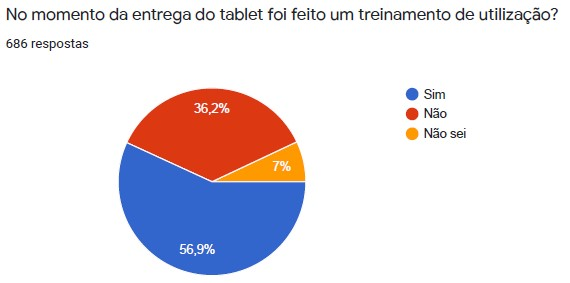 No momento da entrega do tablet foi feito um treinamento de utilização?
686 respostas
Sim
Não
Não sei
36,2%
7%
56,9%